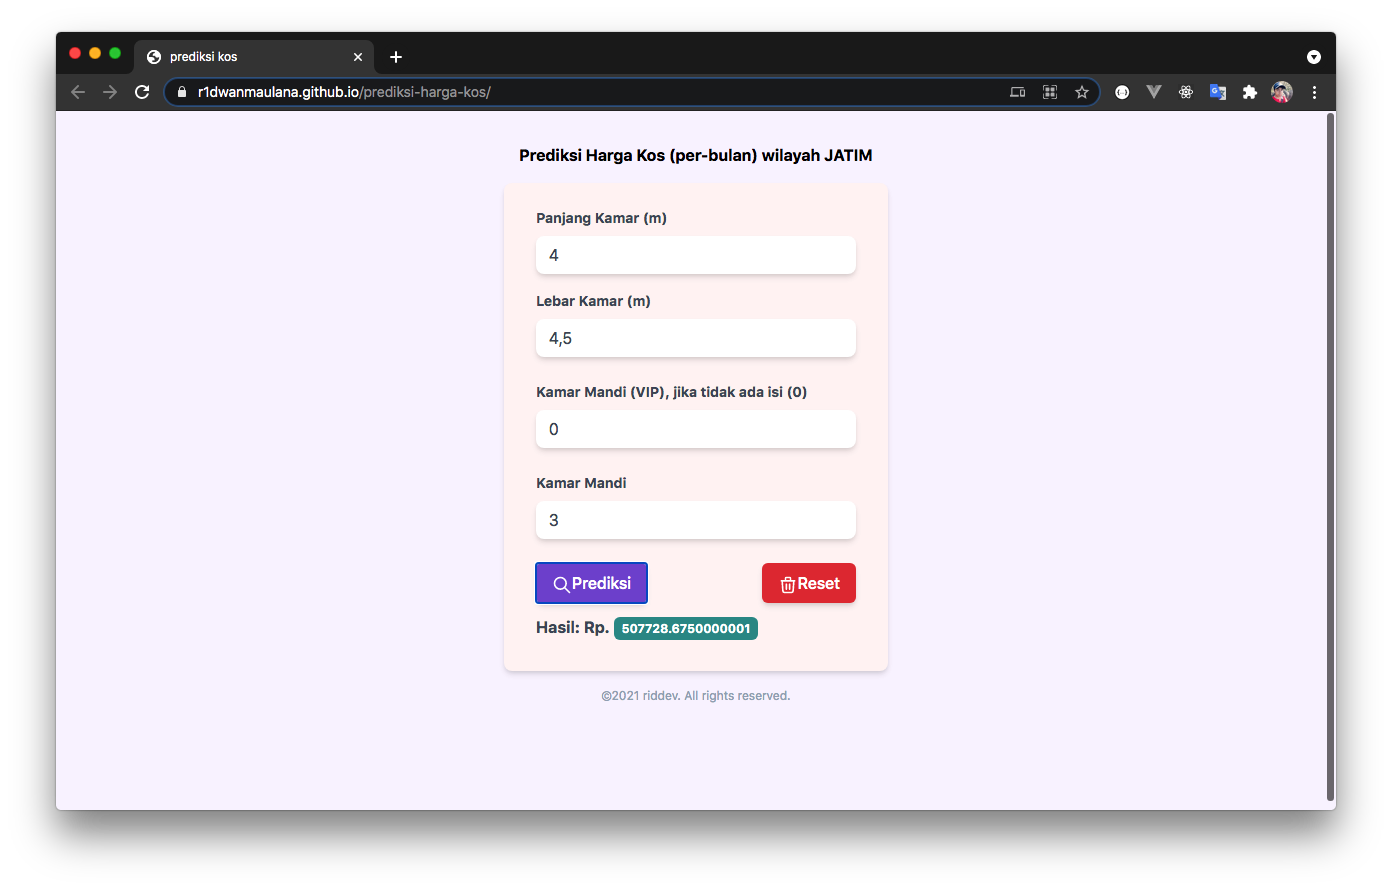 prediksi kos
r1dwanmaulana.github.io/prediksi-harga-kos/
Prediksi Harga Kos (per-bulan) wilayah JATIM
Panjang Kamar (m)
4
Lebar Kamar (m)
4,5
Kamar Mandi (VIP), jika tidak ada isi (0)
0
Kamar Mandi
3
Prediksi
Reset
Hasil: Rp. 507728.6750000001
©2021 riddev. All rights reserved.